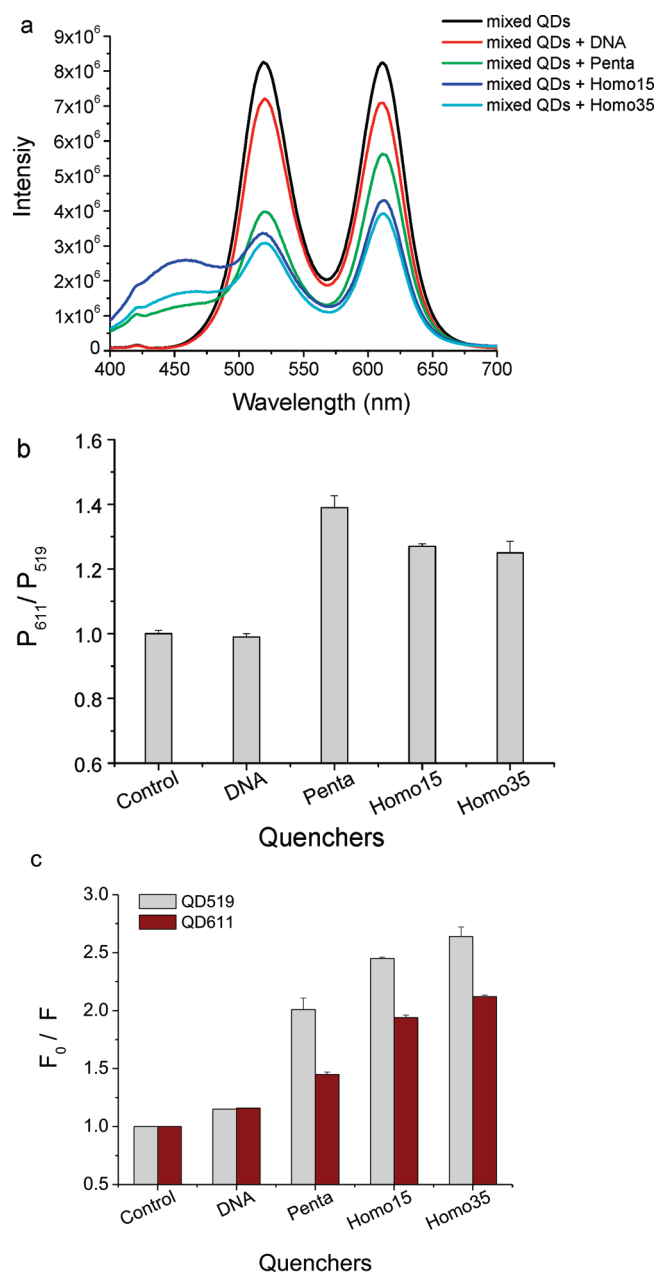 a
mixed QDs
mixed QDs + DNA
mixed QDs + Penta
mixed QDs + Homo15
mixed QDs + Homo35
9x10⁶
8x10⁶
7x10⁶
6x10⁶
5x10⁶
4x10⁶
3x10⁶
2x10⁶
1x10⁶
0
Intensiy
400 450 500 550 600 650 700
Wavelength (nm)
b
1.6
1.4
1.2
1.0
0.8
0.6
P₆₁₁/ P₅₁₉
Control DNA Penta Homo15 Homo35
Quenchers
c
QD519
QD611
3.0
2.5
2.0
1.5
1.0
0.5
F₀ / F
Control DNA Penta Homo15 Homo35
Quenchers